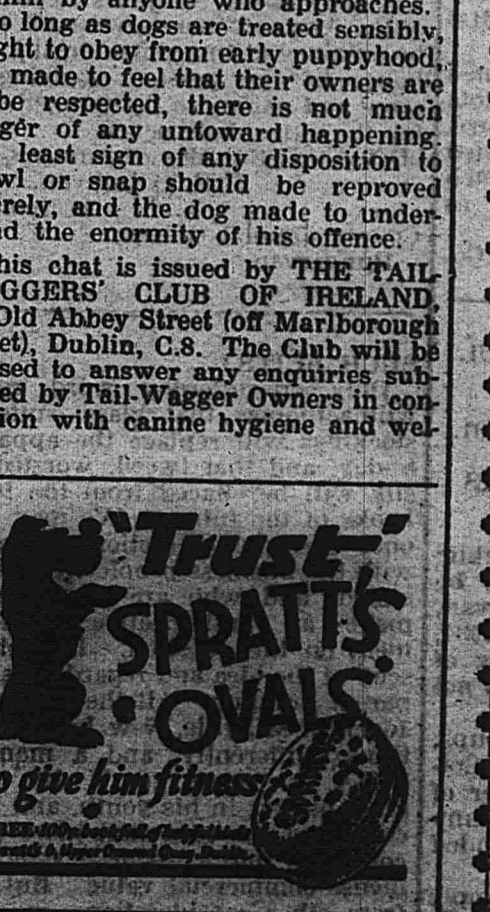 by anyone who approaches.
o long as dogs are treated sensibly,
ght to obey from early puppyhood,
made to feel that their owners are
be respected, there is not much
ger of any untoward happening.
least sign of any disposition to
wl or snap should be reproved
erely, and the dog made to under-
d the enormity of his offence.
his chat is issued by THE TAIL-
GGERS' CLUB OF IRELAND,
Old Abbey Street (off Marlborough
et), Dublin, C.8. The Club will be
sed to answer any enquiries sub-
ed by Tail-Wagger Owners in con-
ion with canine hygiene and wel-
"Trust"
SPRATT'S
OVALS
o give him fitness